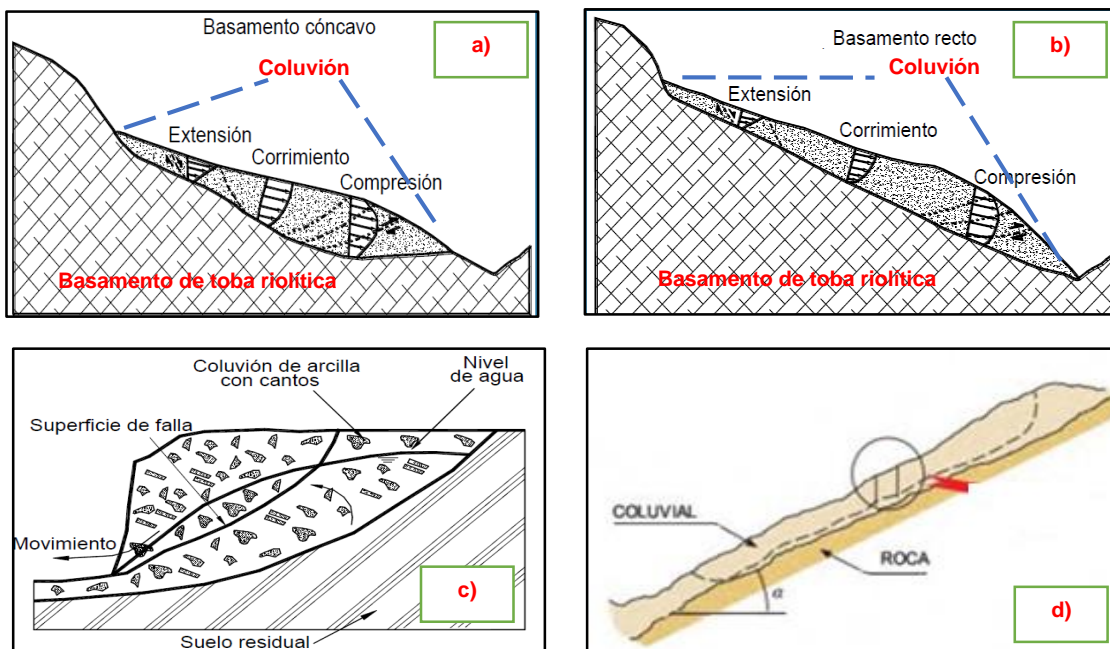 Basamento cóncavo
a)
Coluvión
Extensión
Corrimiento
Compresión
Basamento de toba riolítica
b)
Basamento recto
Coluvión
Extensión
Corrimiento
Compresión
Basamento de toba riolítica
Coluvión de arcilla
con cantos
Nivel
de agua
Superficie de falla
Movimiento
c)
Suelo residual
COLUVIAL
ROCA
α
d)